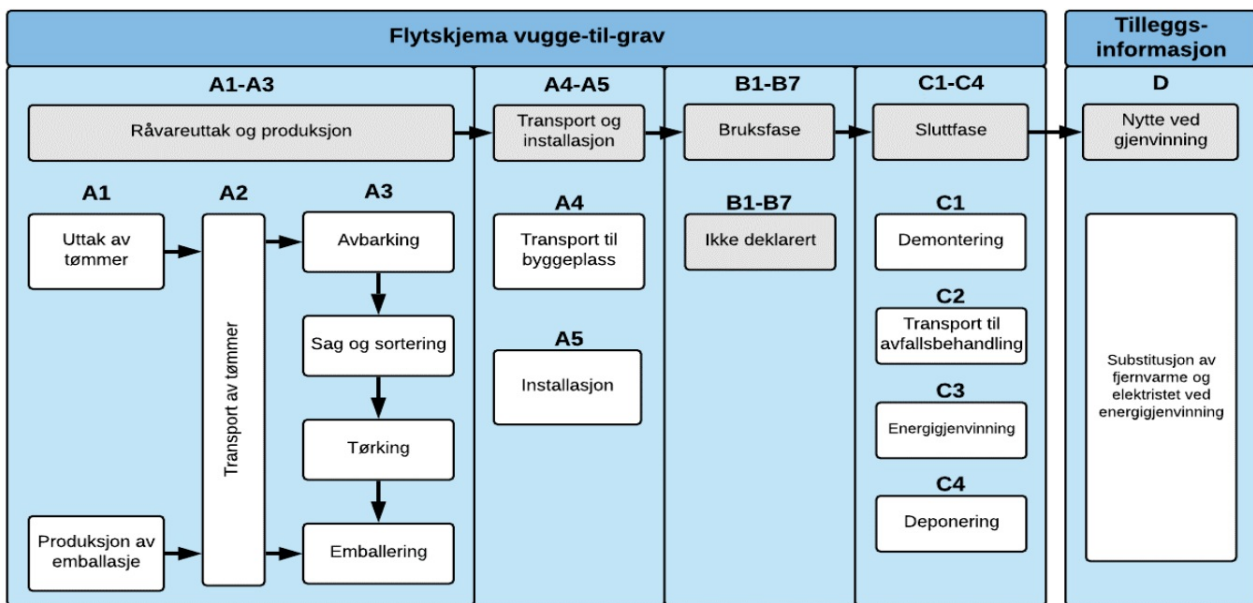 Flytskjema vugge-til-grav
Tilleggs-
informasjon
A1-A3
Råvareuttak og produksjon
A4-A5
Transport og
installasjon
B1-B7
Bruksfase
C1-C4
Sluttfase
D
Nytte ved
gjenvinning
A1
Uttak av
tømmer
Produksjon av
emballasje
A2
Transport av tømmer
A3
Avbarking
Sag og sortering
Tørking
Emballering
A4
Transport til
byggeplass
A5
Installasjon
B1-B7
Ikke deklarert
C1
Demontering
C2
Transport til
avfallsbehandling
C3
Energigjenvinning
C4
Deponering
Substitusjon av
fjernvarme og
elektristet ved
energigjenvinning